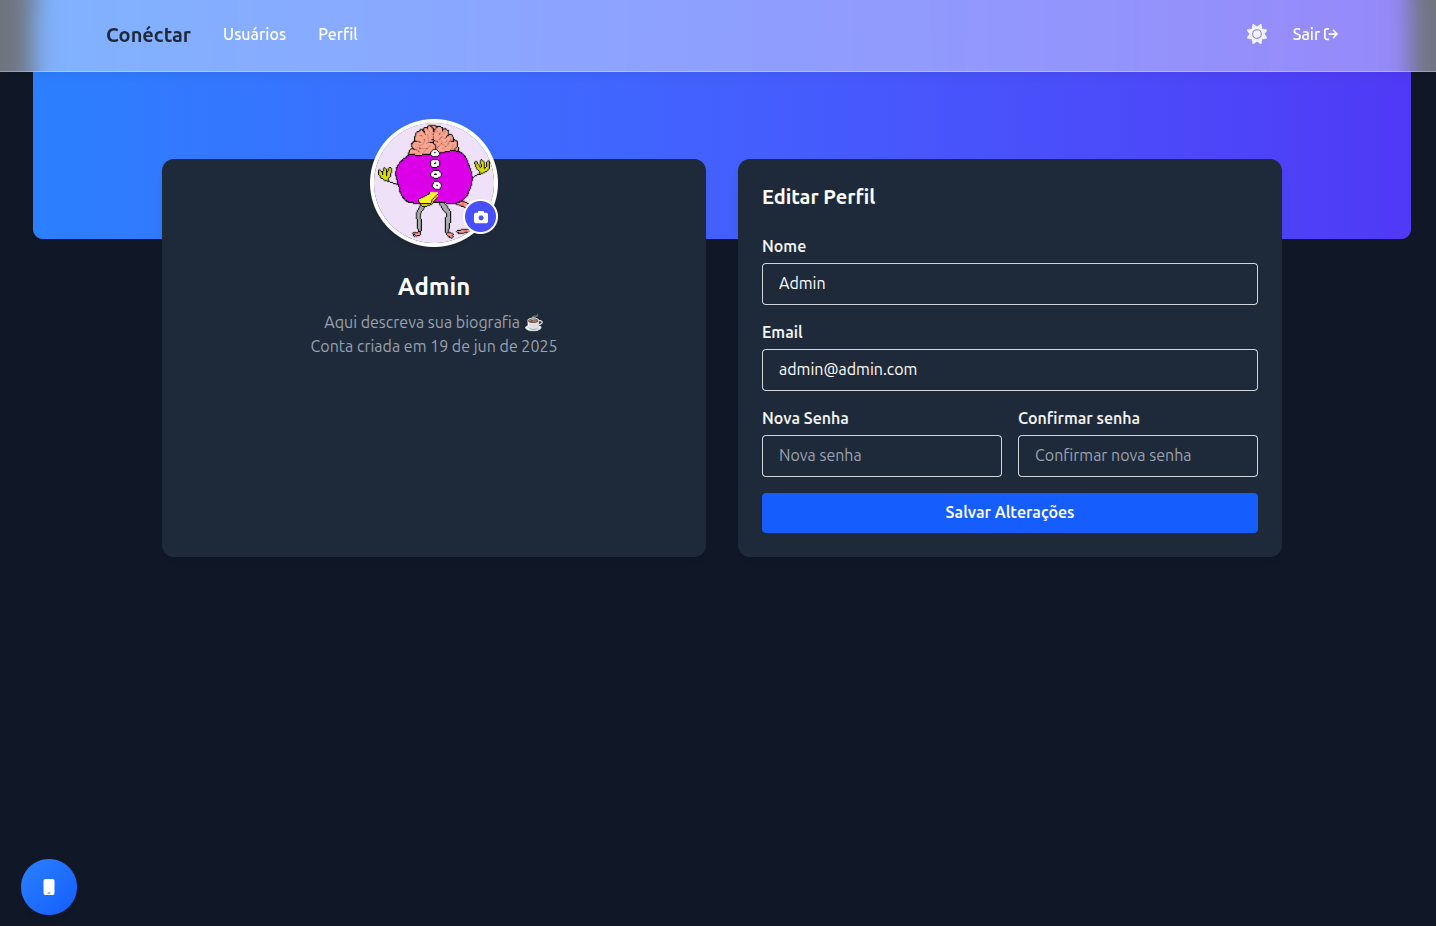 Conéctar
Usuários
Perfil
Sair
Admin
Aqui descreva sua biografia ☕
Conta criada em 19 de jun de 2025
Editar Perfil
Nome
Admin
Email
admin@admin.com
Nova Senha
Confirmar senha
Nova senha
Confirmar nova senha
Salvar Alterações